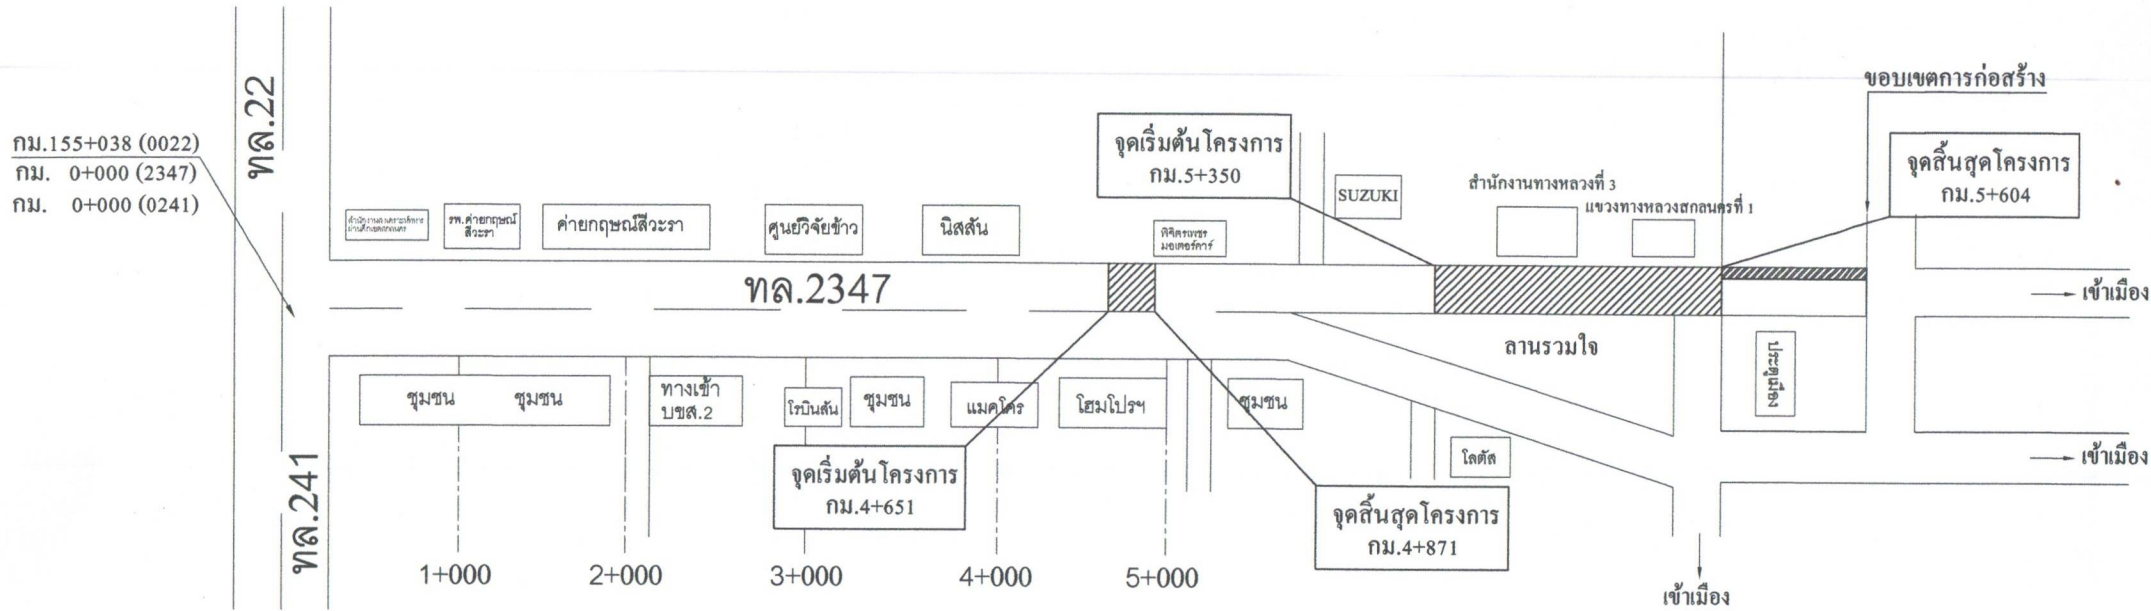 ทล.22
กม.155+038 (0022)
กม. 0+000 (2347)
กม. 0+000 (0241)
ทล.241
รพ.ค่ายกฤษณ์
สีวะรา
ค่ายกฤษณ์สีวะรา
ศูนย์วิจัยข้าว
นิสสัน
จุดเริ่มต้นโครงการ
กม.5+350
มอเตอร์คาร์
SUZUKI
สำนักงานทางหลวงที่ 3
แขวงทางหลวงสกลนครที่ 1
ขอบเขตการก่อสร้าง
จุดสิ้นสุดโครงการ
กม.5+604
ทล.2347
เข้าเมือง
ลานรวมใจ
ประตูเมือง
ชุมชน
ชุมชน
ทางเข้า
บขส.2
โรบินสัน
ชุมชน
แมคโคร
โฮมโปรฯ
ชุมชน
โลตัส
เข้าเมือง
จุดเริ่มต้นโครงการ
กม.4+651
จุดสิ้นสุดโครงการ
กม.4+871
1+000
2+000
3+000
4+000
5+000
เข้าเมือง